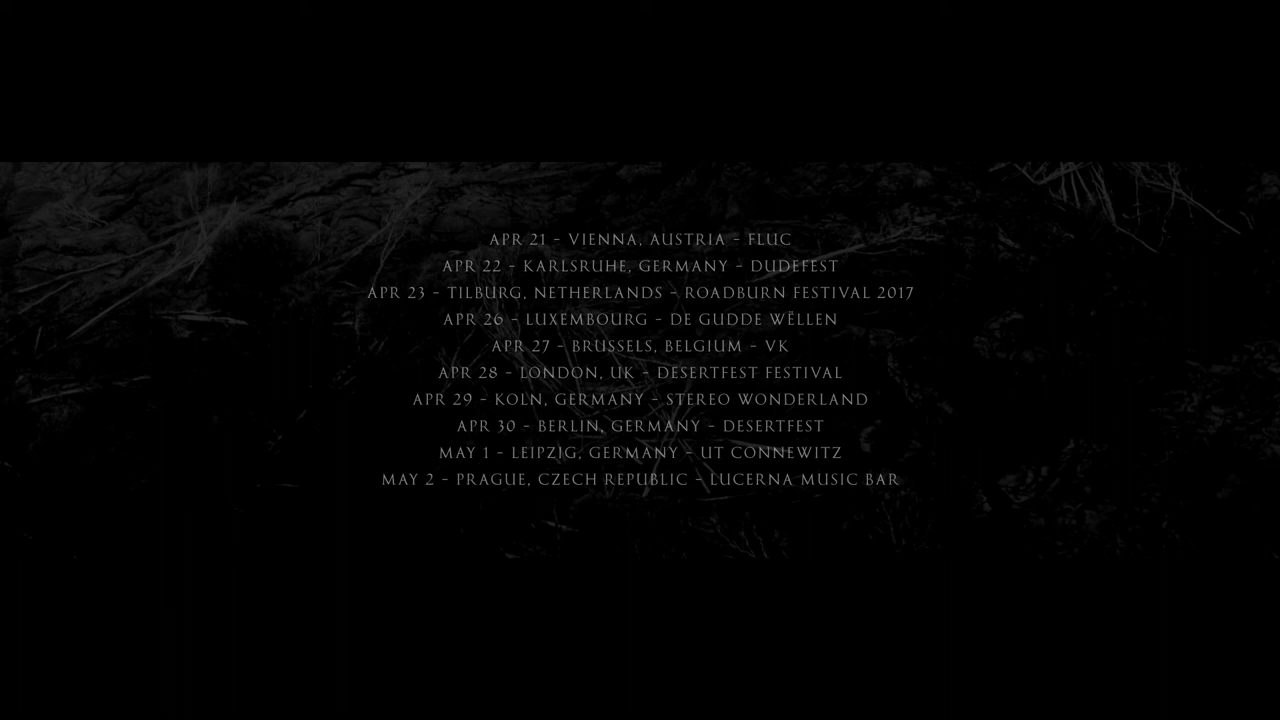 APR 21 - VIENNA, AUSTRIA - FLUC
APR 22 - KARLSRUHE, GERMANY - DUDEFEST
APR 23 - TILBURG, NETHERLANDS - ROADBURN FESTIVAL 2017
APR 26 - LUXEMBOURG - DE GUDDE WËLLEN
APR 27 - BRUSSELS, BELGIUM - VK
APR 28 - LONDON, UK - DESERTFEST FESTIVAL
APR 29 - KOLN, GERMANY - STEREO WONDERLAND
APR 30 - BERLIN, GERMANY - DESERTFEST
MAY 1 - LEIPZIG, GERMANY - UT CONNEWITZ
MAY 2 - PRAGUE, CZECH REPUBLIC - LUCERNA MUSIC BAR